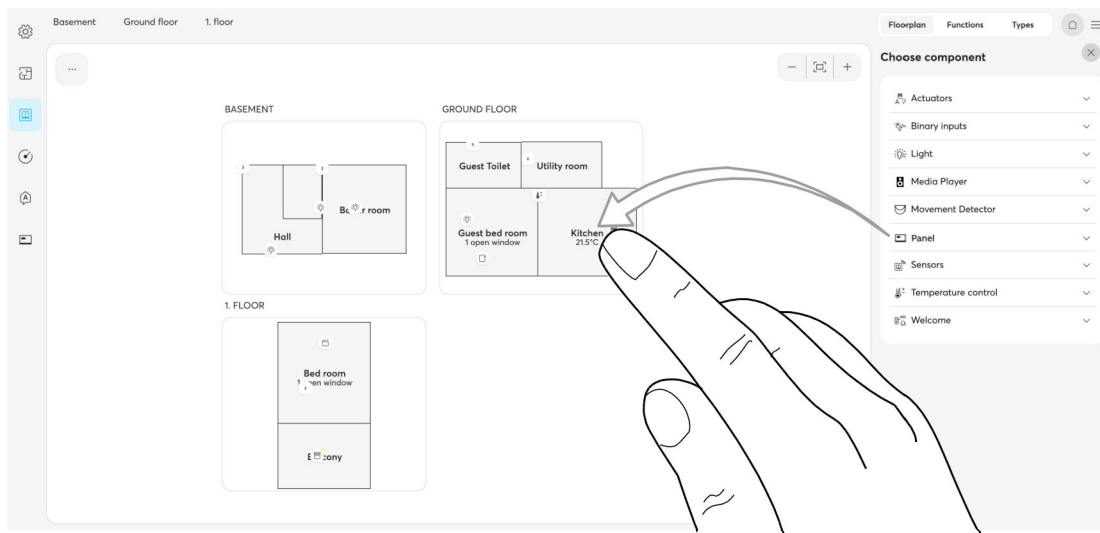 Basement Ground floor 1. floor
Floorplan Functions Types
Choose component
...
Actuators
Binary inputs
Light
Media Player
Movement Detector
Panel
Sensors
Temperature control
Welcome
BASEMENT
Hall
room
GROUND FLOOR
Guest Toilet
Utility room
Guest bed room
1 open window
Kitchen
21.5°C
1. FLOOR
Bed room
window